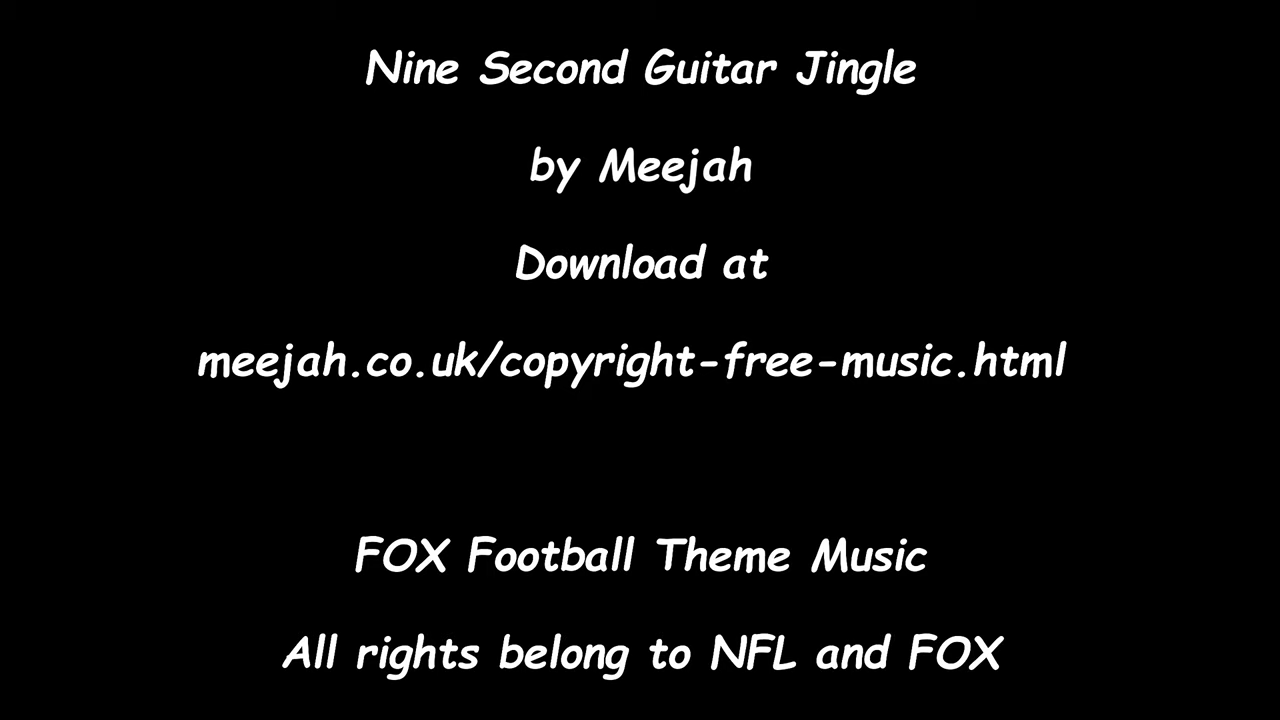 Nine Second Guitar Jingle
by Meejah
Download at
meejah.co.uk/copyright-free-music.html
FOX Football Theme Music
All rights belong to NFL and FOX